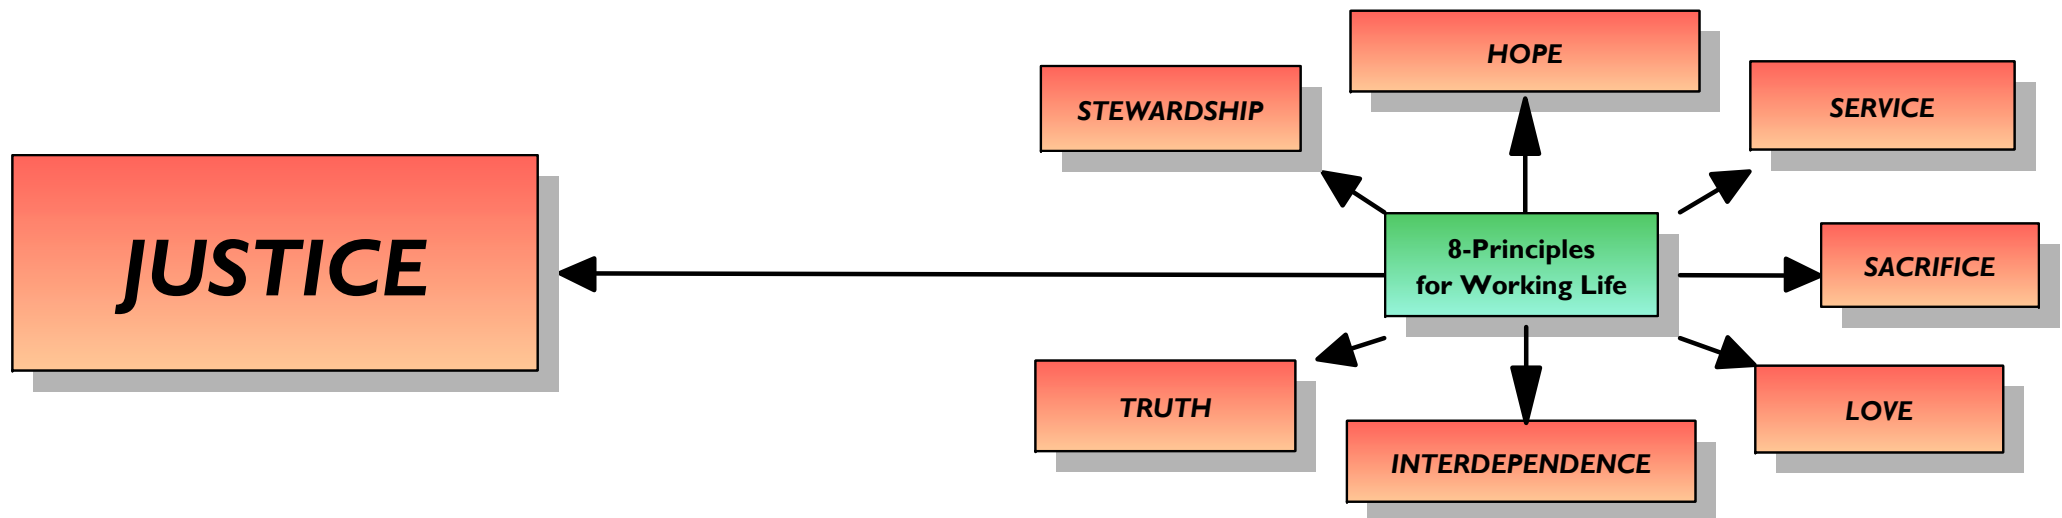 HOPE
STEWARDSHIP
SERVICE
JUSTICE
8-Principles
for Working Life
SACRIFICE
TRUTH
LOVE
INTERDEPENDENCE